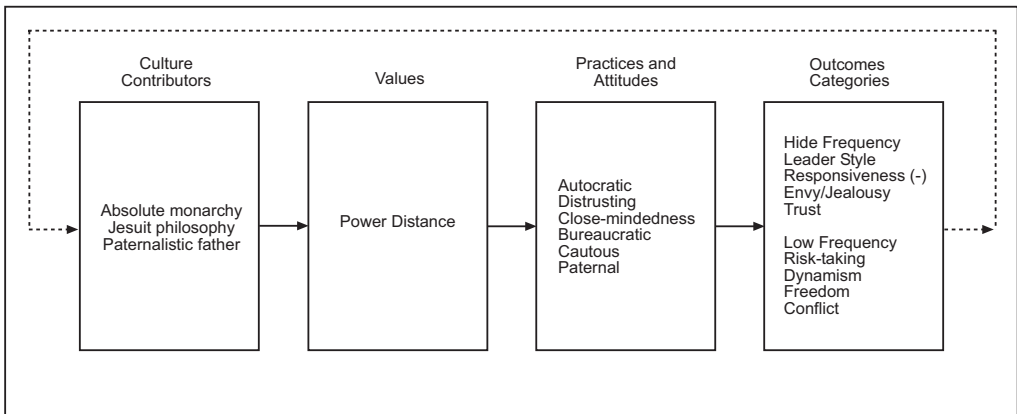 Culture
Contributors
Values
Practices and
Attitudes
Outcomes
Categories
Absolute monarchy
Jesuit philosophy
Paternalistic father
Power Distance
Autocratic
Distrusting
Close-mindedness
Bureaucratic
Cautous
Paternal
Hide Frequency
Leader Style
Responsiveness (-)
Envy/Jealousy
Trust
Low Frequency
Risk-taking
Dynamism
Freedom
Conflict